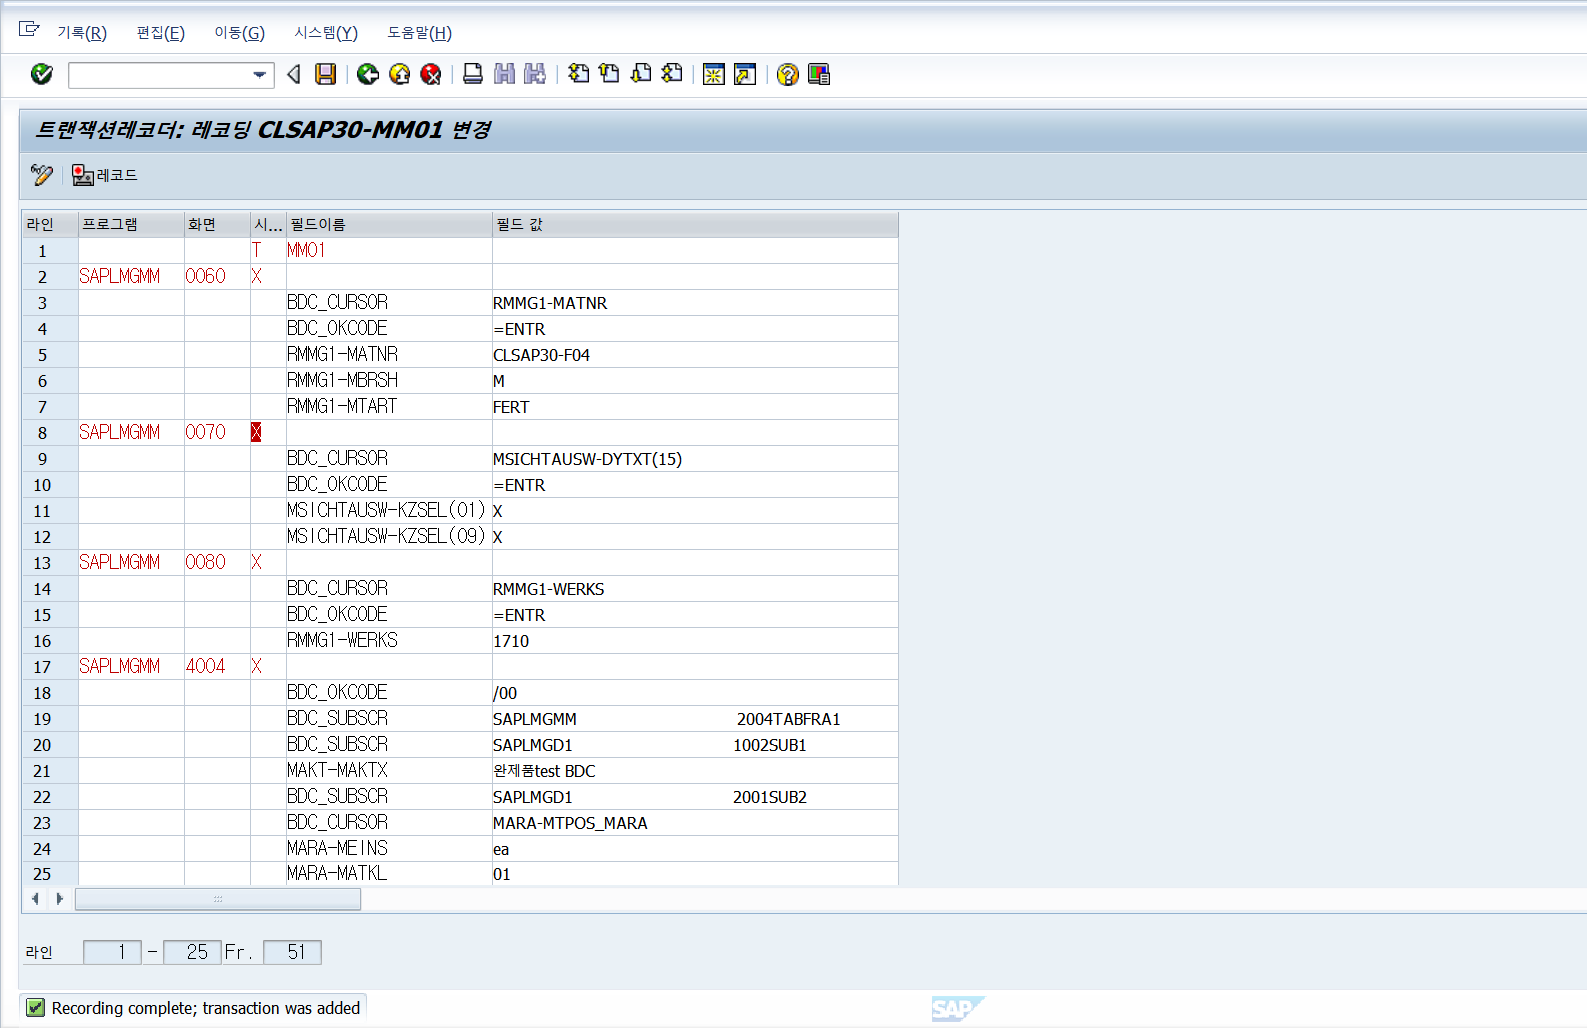 기록(R) 편집(E) 이동(G) 시스템(Y) 도움말(H)
트랜잭션레코더: 레코딩 CLSAP30-MM01 변경
레코드
라인 프로그램 화면 시... 필드이름 필드 값
1 T MM01
2 SAPLMGMM 0060 X
3 BDC_CURSOR RMMG1-MATNR
4 BDC_OKCODE =ENTR
5 RMMG1-MATNR CLSAP30-F04
6 RMMG1-MBRSH M
7 RMMG1-MTART FERT
8 SAPLMGMM 0070 X
9 BDC_CURSOR MSICHTAUSW-DYTXT(15)
10 BDC_OKCODE =ENTR
11 MSICHTAUSW-KZSEL(01) X
12 MSICHTAUSW-KZSEL(09) X
13 SAPLMGMM 0080 X
14 BDC_CURSOR RMMG1-WERKS
15 BDC_OKCODE =ENTR
16 RMMG1-WERKS 1710
17 SAPLMGMM 4004 X
18 BDC_OKCODE /00
19 BDC_SUBSCR SAPLMGMM 2004TABFRA1
20 BDC_SUBSCR SAPLMGD1 1002SUB1
21 MAKT-MAKTX 완제품test BDC
22 BDC_SUBSCR SAPLMGD1 2001SUB2
23 BDC_CURSOR MARA-MTPOS_MARA
24 MARA-MEINS ea
25 MARA-MATKL 01
라인 1 - 25 Fr. 51
Recording complete; transaction was added
SAP